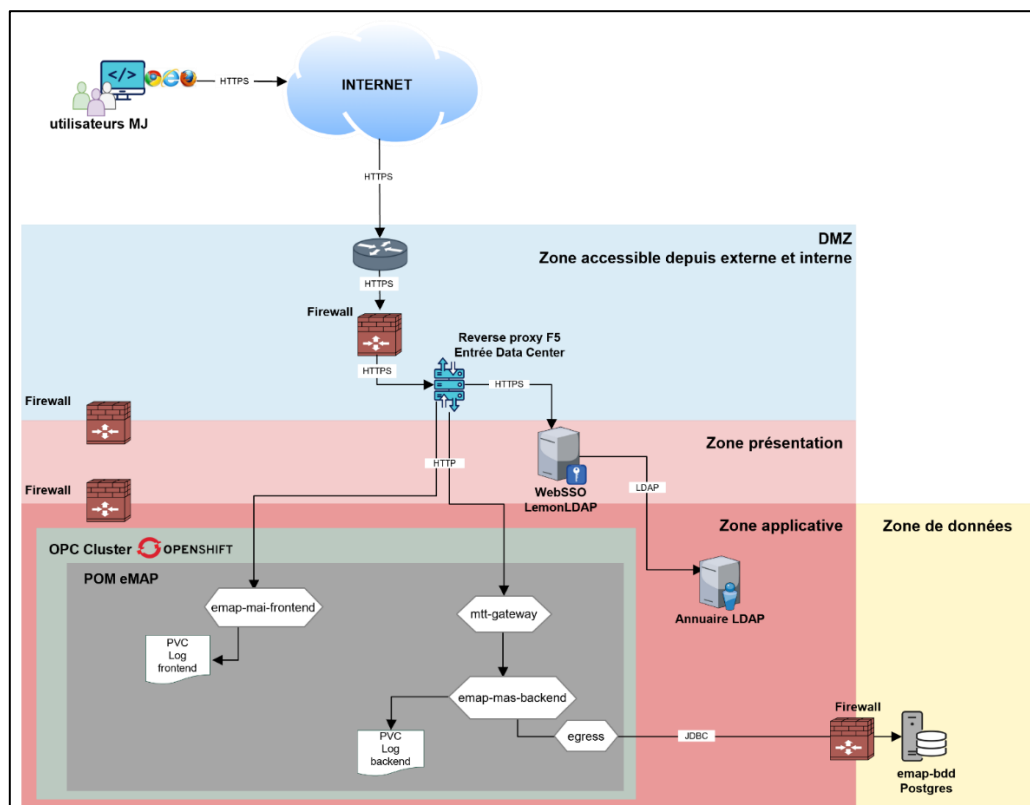 INTERNET
HTTPS
utilisateurs MJ
HTTPS
DMZ
Zone accessible depuis externe et interne
HTTPS
Firewall
Reverse proxy F5
Entrée Data Center
HTTPS
HTTPS
Firewall
Zone présentation
HTTP
WebSSO
LemonLDAP
LDAP
Firewall
Zone applicative
Zone de données
OPC Cluster
OPENSHIFT
POM eMAP
emap-mai-frontend
mtt-gateway
Annuaire LDAP
PVC
Log
frontend
emap-mas-backend
Firewall
egress
JDBC
PVC
Log
backend
emap-bdd
Postgres